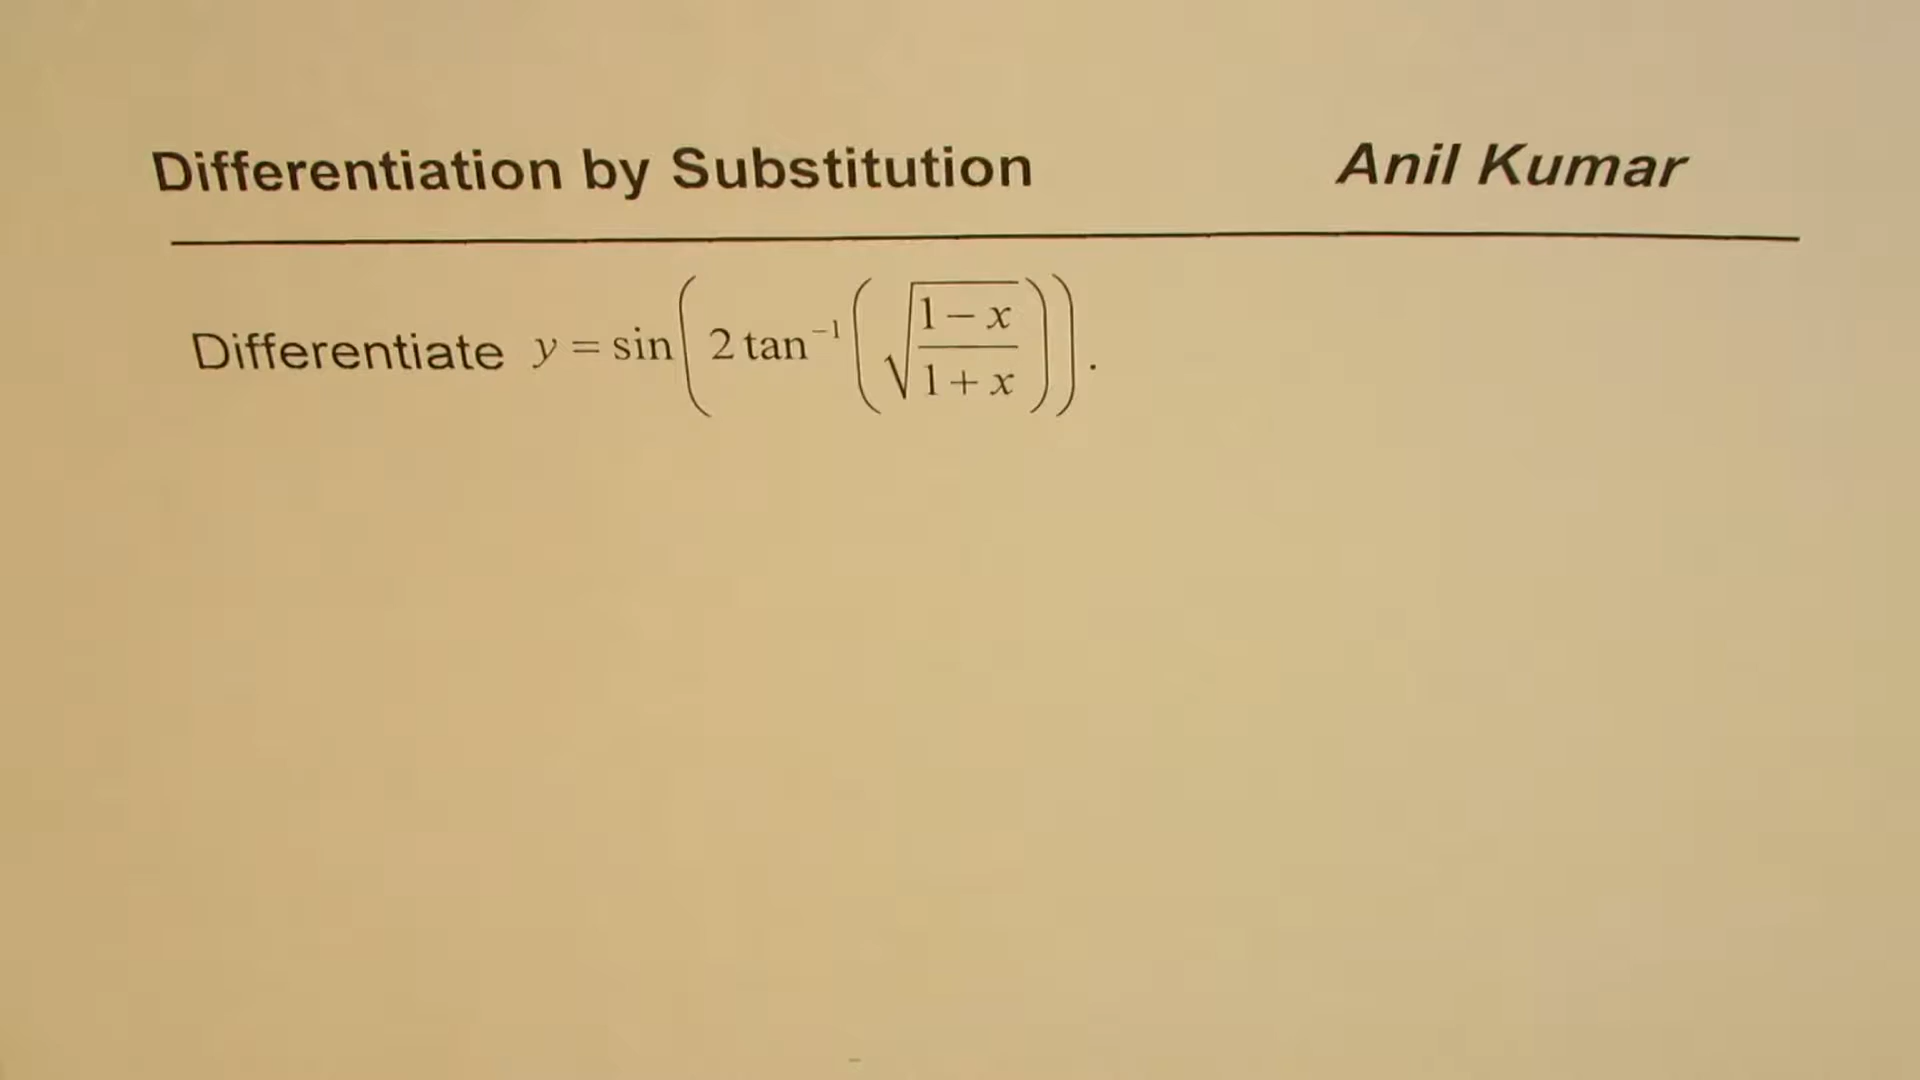 Differentiation by Substitution Anil Kumar
Differentiate y = sin(2 tan⁻¹(√((1 − x)/(1 + x)))).